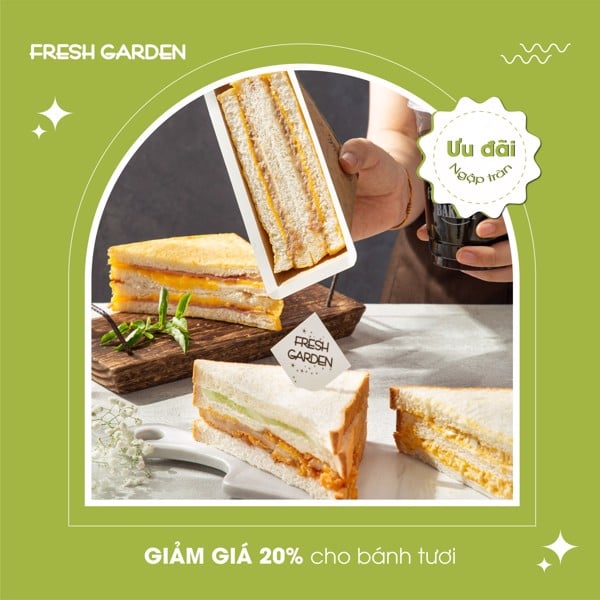 FRESH GARDEN
Ưu đãi
Ngập tràn
FRESH
GARDEN
GIẢM GIÁ 20% cho bánh tươi